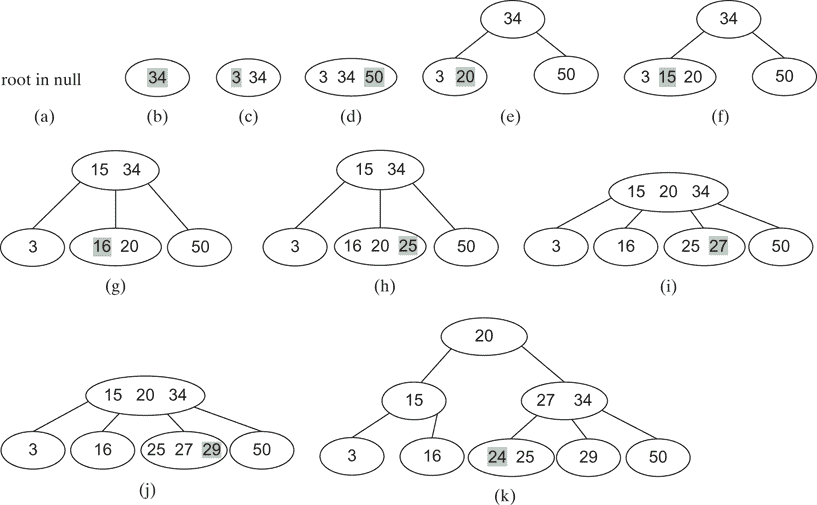 34
34
root in null
34
3 34
3 34 50
3 20
50
3 15 20
50
(a)
(b)
(c)
(d)
(e)
(f)
15 34
15 34
15 20 34
3
16 20
50
3
16 20 25
50
3
16
25 27
50
(g)
(h)
(i)
20
15 20 34
15
27 34
3
16
25 27 29
50
3
16
24 25
29
50
(j)
(k)